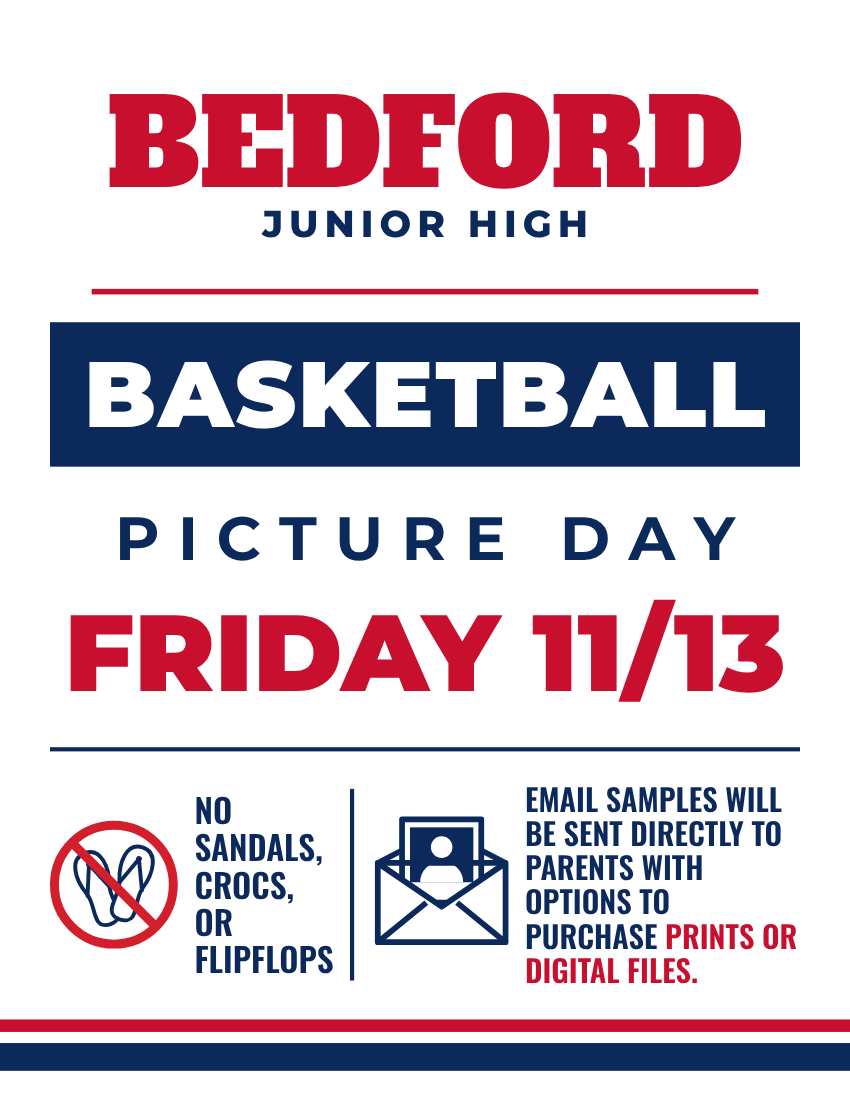 BEDFORD
JUNIOR HIGH
BASKETBALL
PICTURE DAY
FRIDAY 11/13
NO
SANDALS,
CROCS,
OR
FLIPFLOPS
EMAIL SAMPLES WILL
BE SENT DIRECTLY TO
PARENTS WITH
OPTIONS TO
PURCHASE PRINTS OR
DIGITAL FILES.